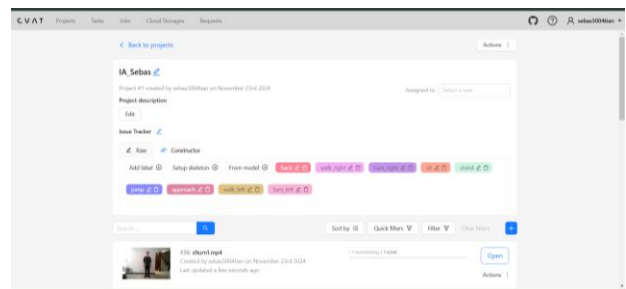 CVAT Projects Tasks Jobs Cloud Storages Requests sebas3004tian
Back to projects Actions
IA_Sebas
Project #1 created by sebas3004tian on November 23rd 2024 Assigned to Select a user
Project description
Edit
Issue Tracker
Raw Constructor
Add label Setup skeleton From model back walk_right turn_right sit stand
jump approach walk_left turn_left
Search... Sort by Quick filters Filter Clear filters +
#36: sitturn1.mp4
Created by sebas3004tian on November 23rd 2024 Open
Last updated a few seconds ago Actions